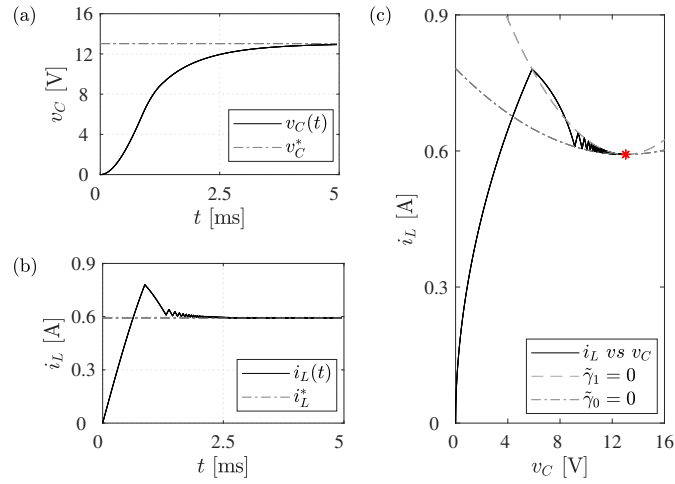 (a)
16
12
8
4
0
v_C [V]
v_C(t)
v_C^*
0
2.5
5
t [ms]
(b)
0.9
0.6
0.3
0
i_L [A]
i_L(t)
i_L^*
0
2.5
5
t [ms]
(c)
0.9
0.6
0.3
0
i_L [A]
i_L vs v_C
γ̃_1 = 0
γ̃_0 = 0
0
4
8
12
16
v_C [V]